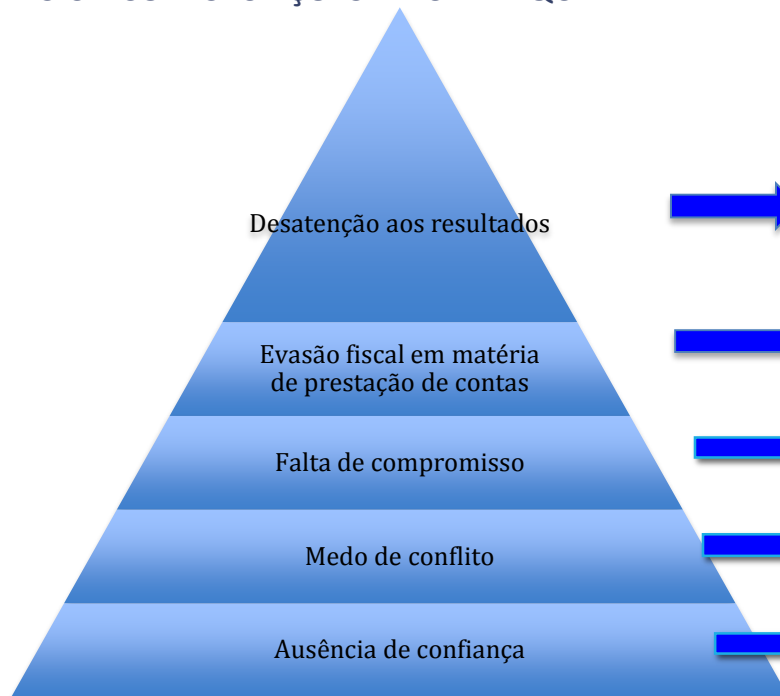 Desatenção aos resultados
Evasão fiscal em matéria
de prestação de contas
Falta de compromisso
Medo de conflito
Ausência de confiança